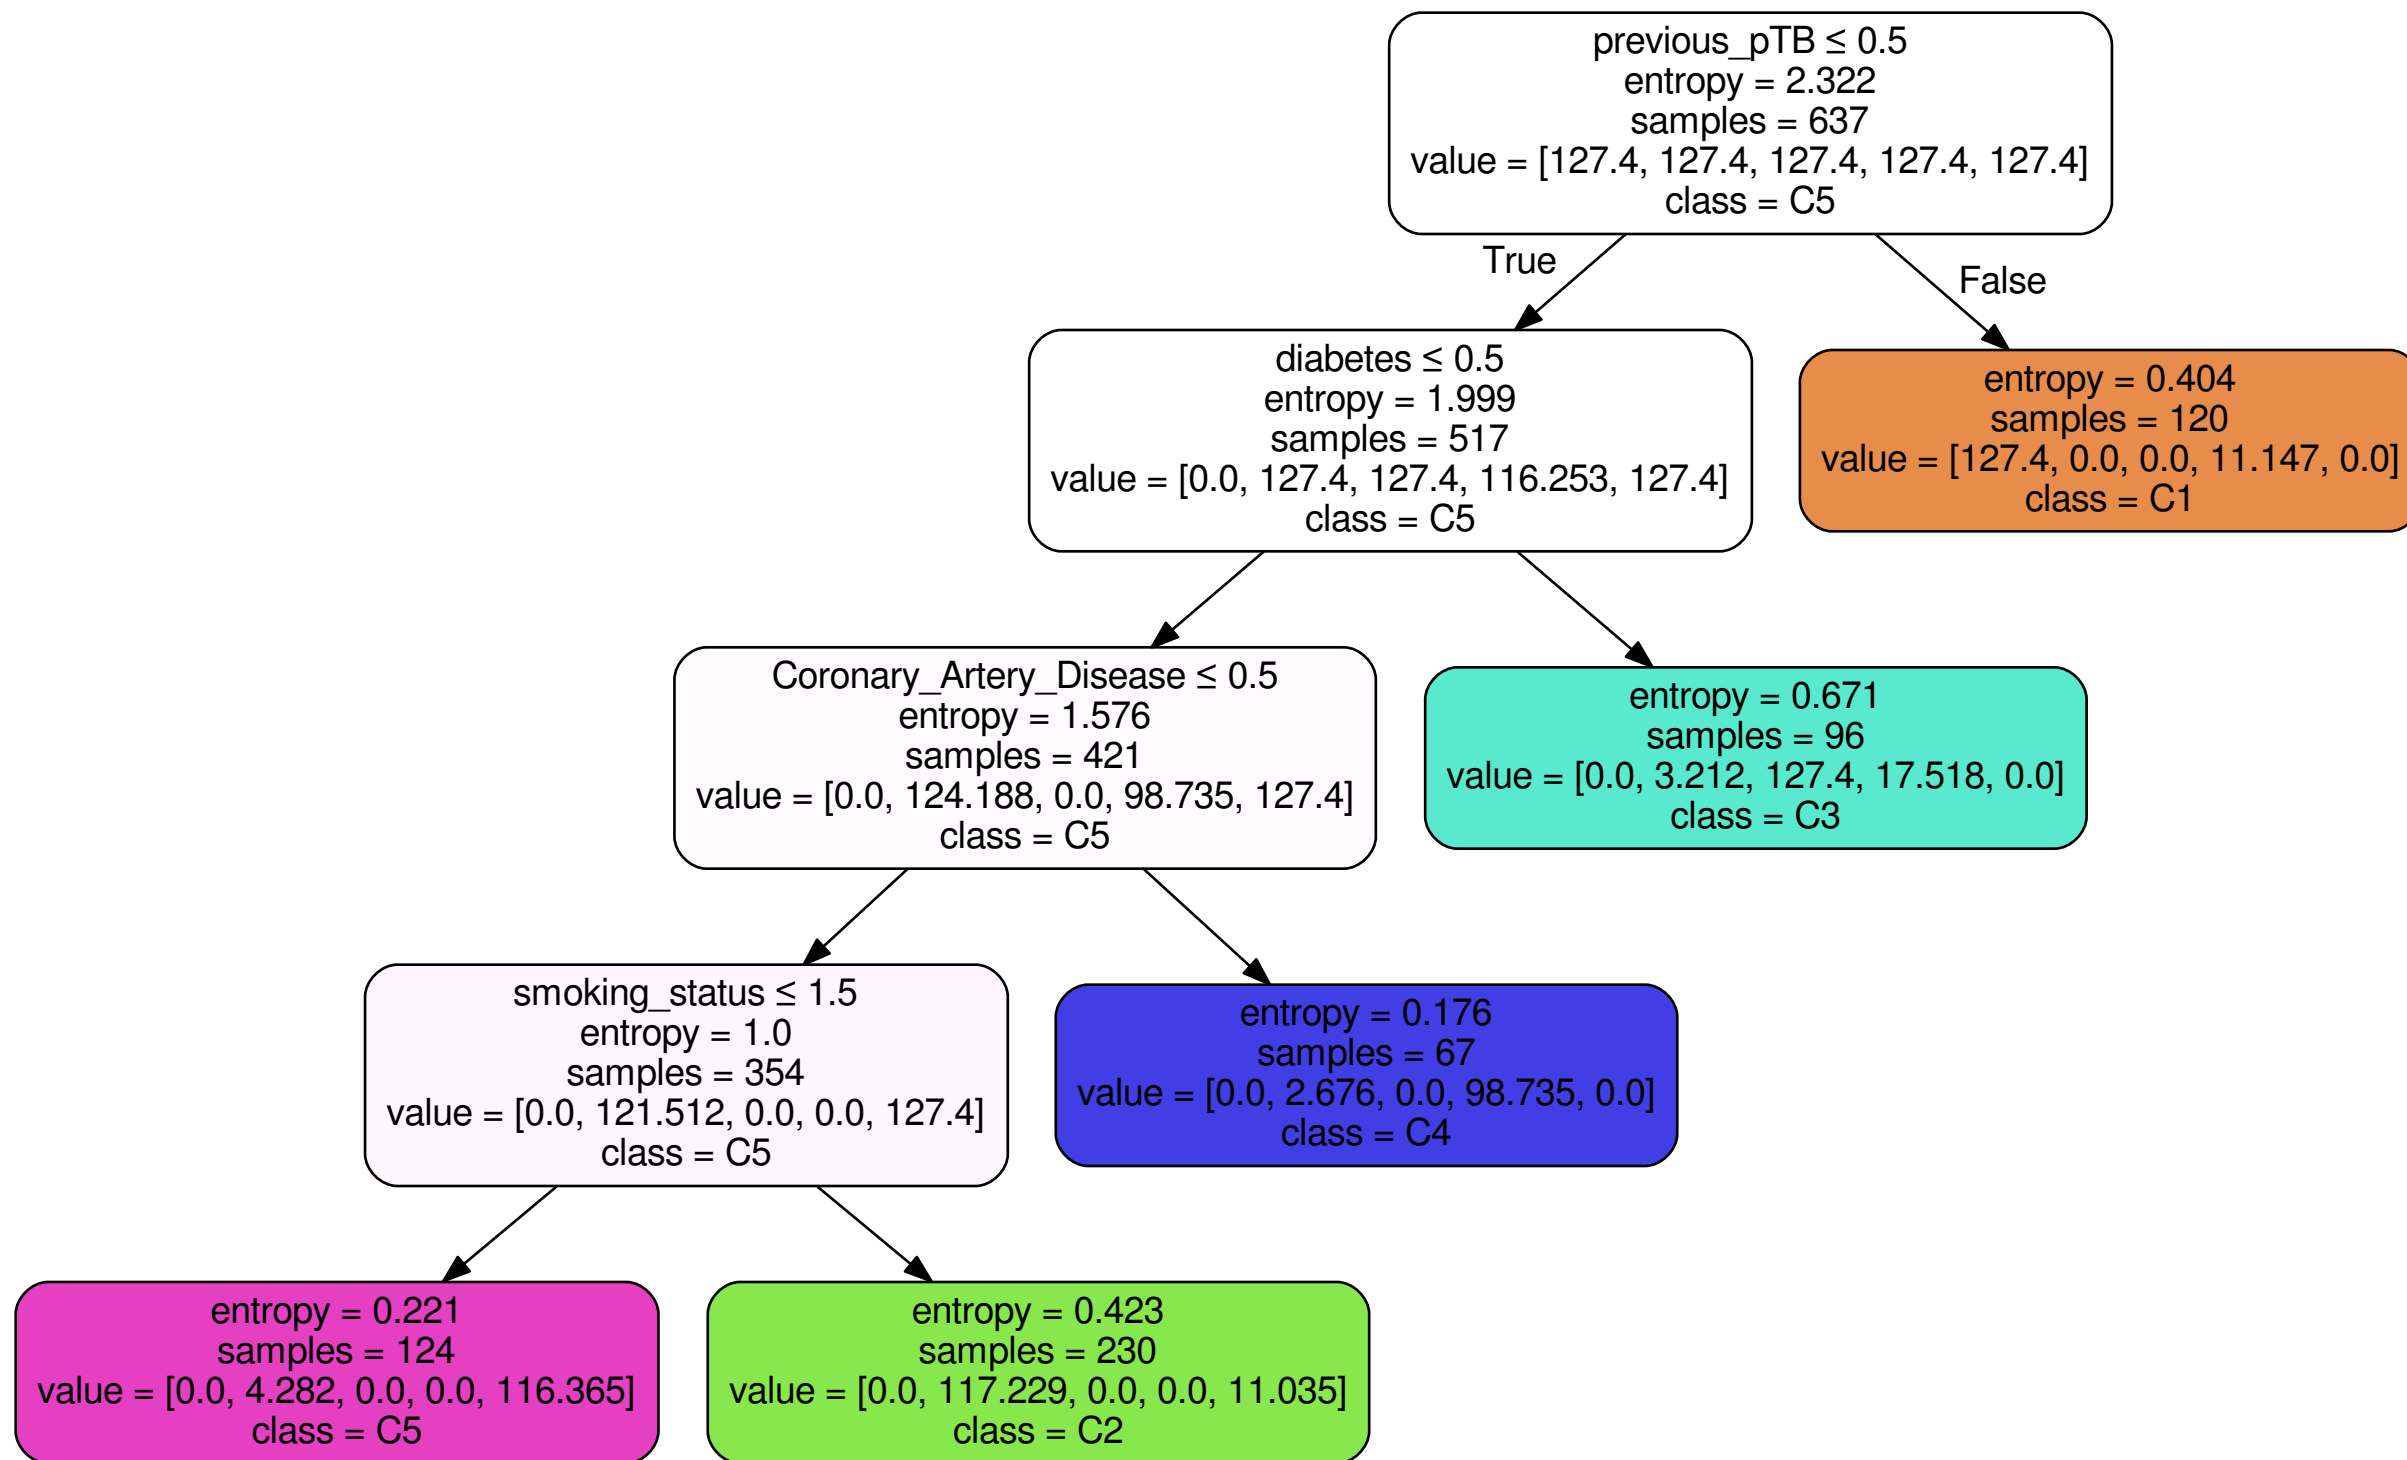 previous_pTB ≤ 0.5
entropy = 2.322
samples = 637
value = [127.4, 127.4, 127.4, 127.4, 127.4]
class = C5
True
False
diabetes ≤ 0.5
entropy = 1.999
samples = 517
value = [0.0, 127.4, 127.4, 116.253, 127.4]
class = C5
entropy = 0.404
samples = 120
value = [127.4, 0.0, 0.0, 11.147, 0.0]
class = C1
Coronary_Artery_Disease ≤ 0.5
entropy = 1.576
samples = 421
value = [0.0, 124.188, 0.0, 98.735, 127.4]
class = C5
entropy = 0.671
samples = 96
value = [0.0, 3.212, 127.4, 17.518, 0.0]
class = C3
smoking_status ≤ 1.5
entropy = 1.0
samples = 354
value = [0.0, 121.512, 0.0, 0.0, 127.4]
class = C5
entropy = 0.176
samples = 67
value = [0.0, 2.676, 0.0, 98.735, 0.0]
class = C4
entropy = 0.221
samples = 124
value = [0.0, 4.282, 0.0, 0.0, 116.365]
class = C5
entropy = 0.423
samples = 230
value = [0.0, 117.229, 0.0, 0.0, 11.035]
class = C2